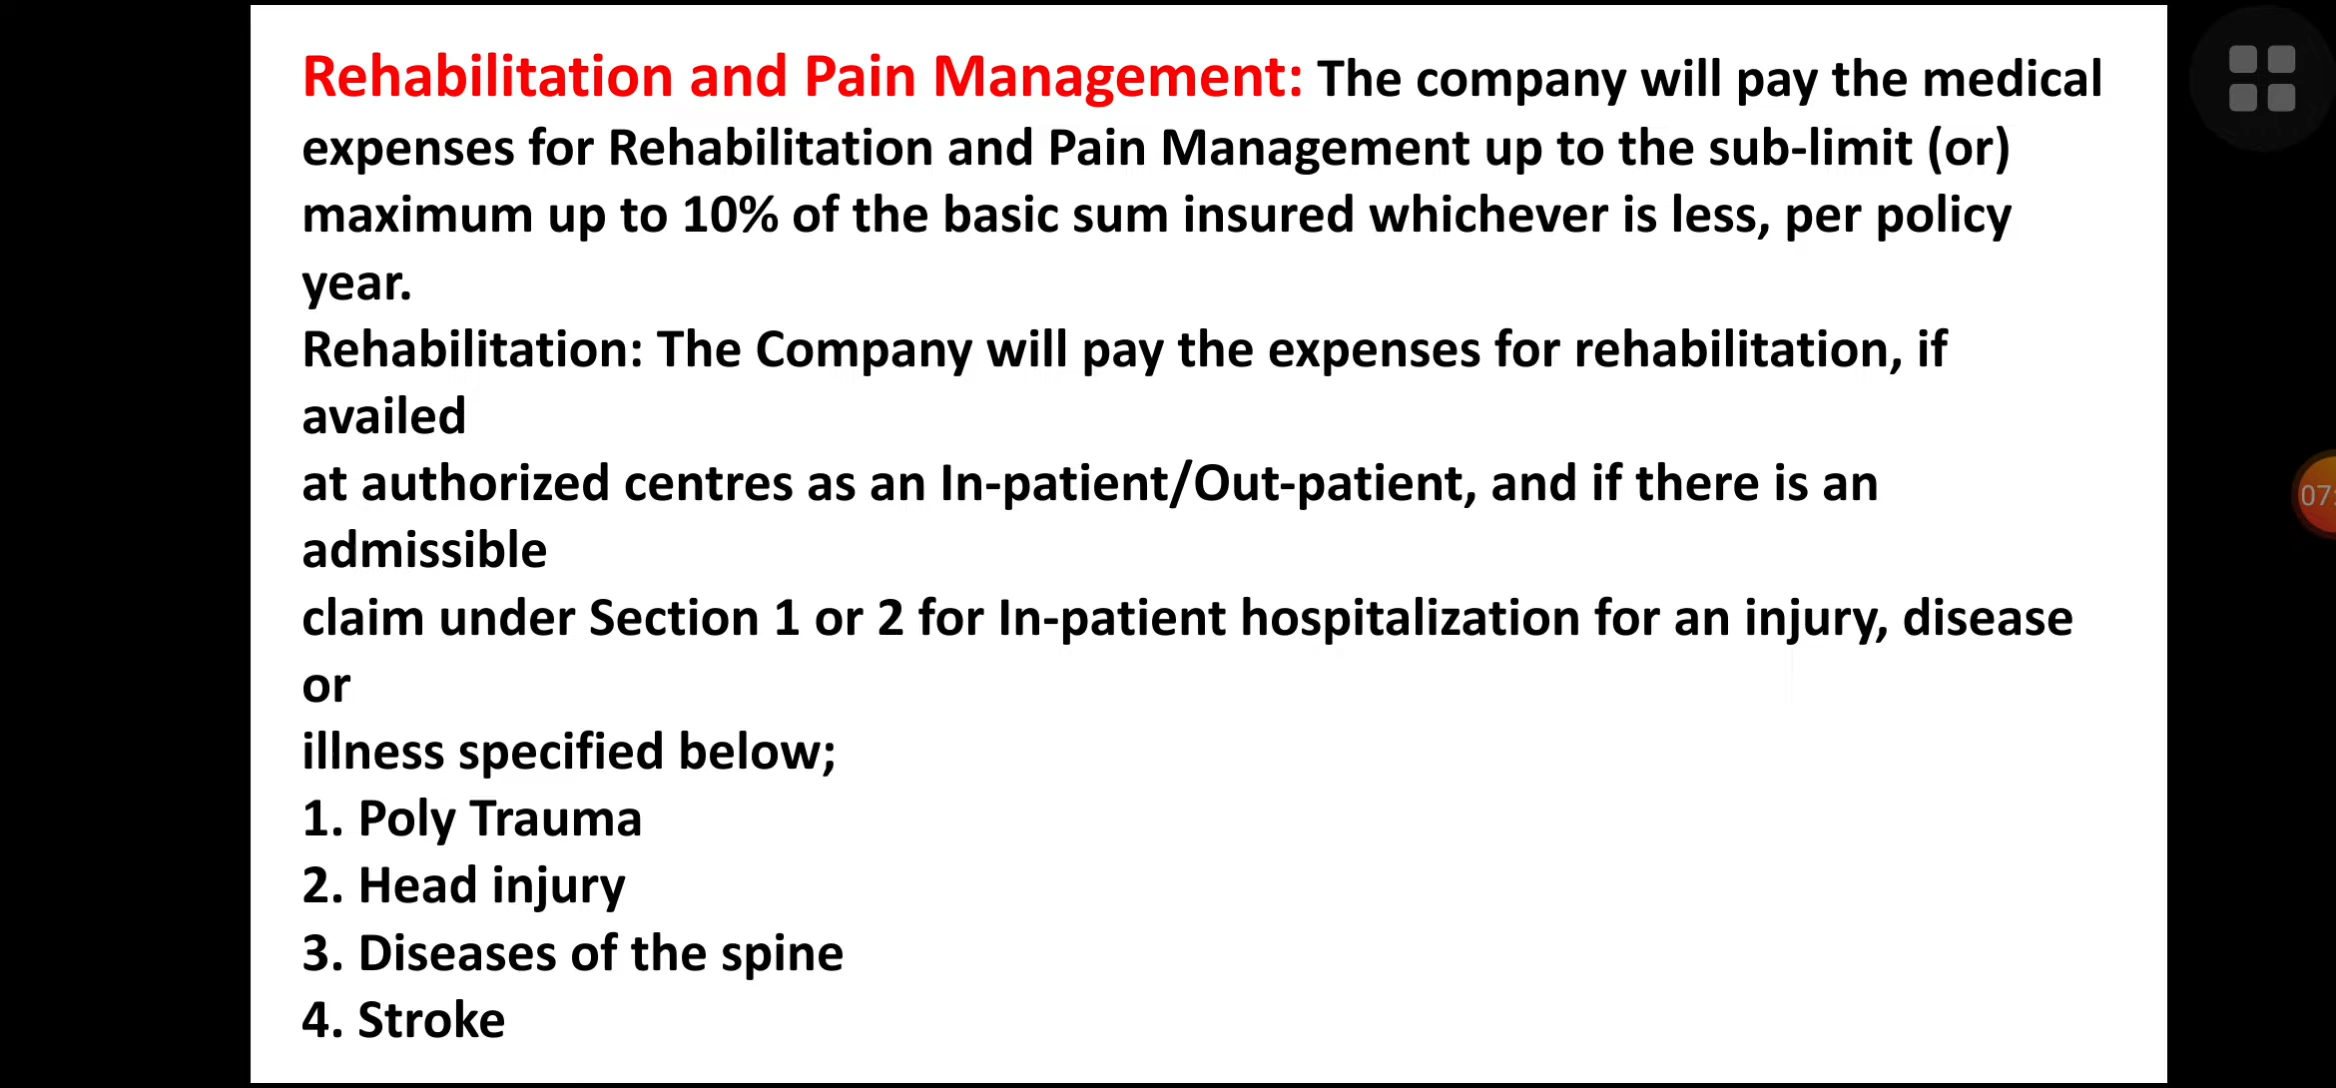 Rehabilitation and Pain Management: The company will pay the medical
expenses for Rehabilitation and Pain Management up to the sub-limit (or)
maximum up to 10% of the basic sum insured whichever is less, per policy
year.
Rehabilitation: The Company will pay the expenses for rehabilitation, if
availed
at authorized centres as an In-patient/Out-patient, and if there is an
admissible
claim under Section 1 or 2 for In-patient hospitalization for an injury, disease
or
illness specified below;
1. Poly Trauma
2. Head injury
3. Diseases of the spine
4. Stroke